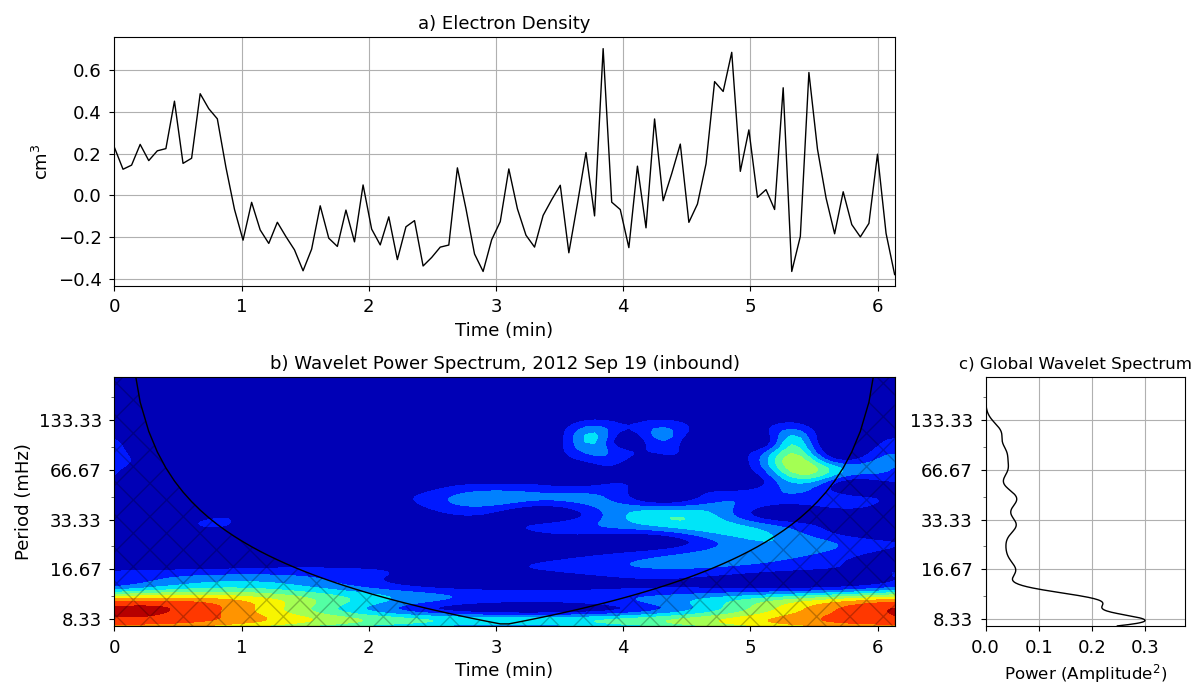 a) Electron Density
0.6
0.4
0.2
0.0
−0.2
−0.4
cm³
0 1 2 3 4 5 6
Time (min)
b) Wavelet Power Spectrum, 2012 Sep 19 (inbound)
133.33
66.67
33.33
16.67
8.33
Period (mHz)
0 1 2 3 4 5 6
Time (min)
c) Global Wavelet Spectrum
133.33
66.67
33.33
16.67
8.33
0.0 0.1 0.2 0.3
Power (Amplitude²)